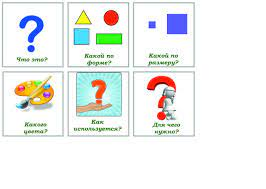 Что это?
Какой по
форме?
Какой по
размеру?
Какого
цвета?
Как
используется?
Для чего
нужно?